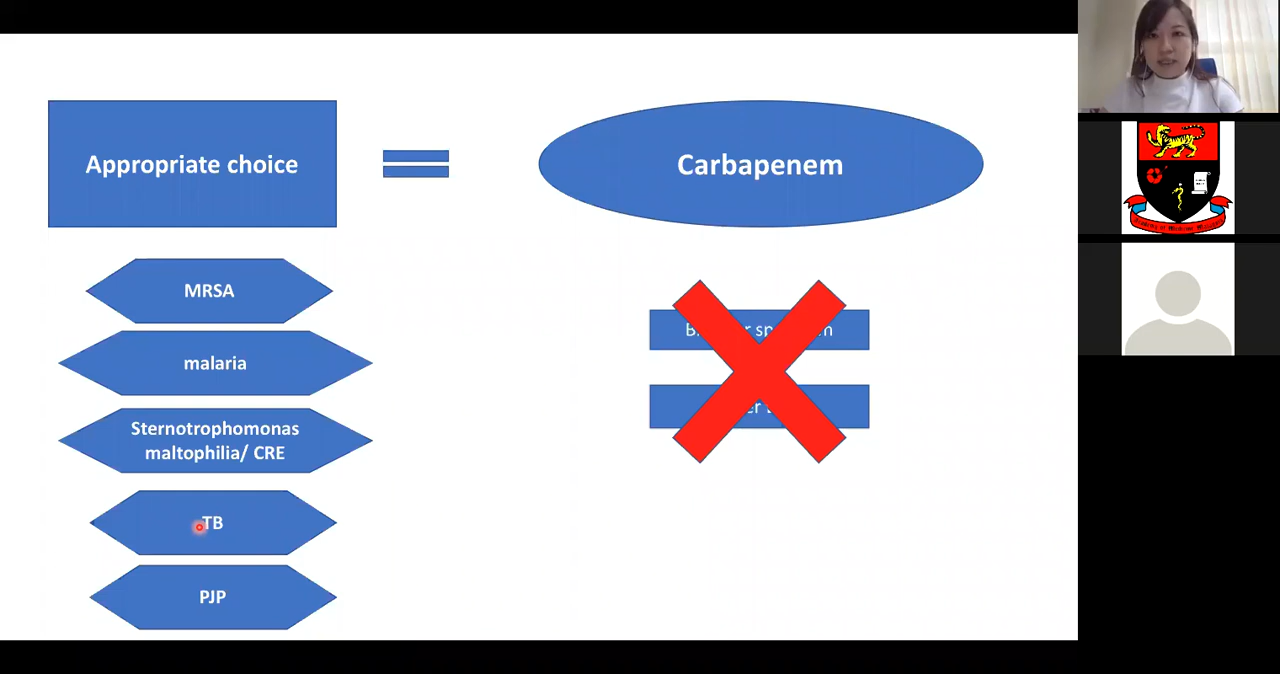 Appropriate choice
Carbapenem
MRSA
malaria
Sternotrophomonas
maltophilia/ CRE
TB
PJP